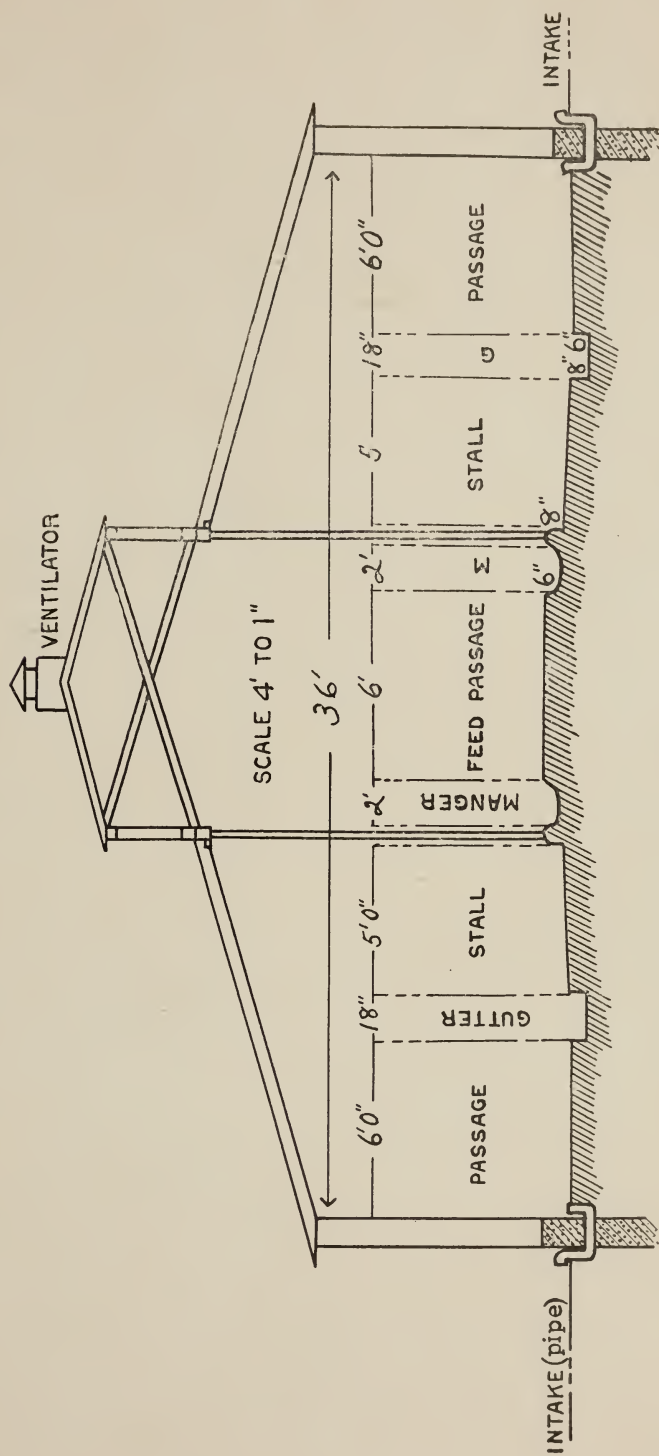 VENTILATOR
SCALE 4' TO 1"
36'
6'0" 18" 5'0" 2' 6' 2' 5' 18" 6'0"
PASSAGE GUTTER STALL MANGER FEED PASSAGE M STALL G PASSAGE
6" 8" 8" 6"
INTAKE (pipe) INTAKE